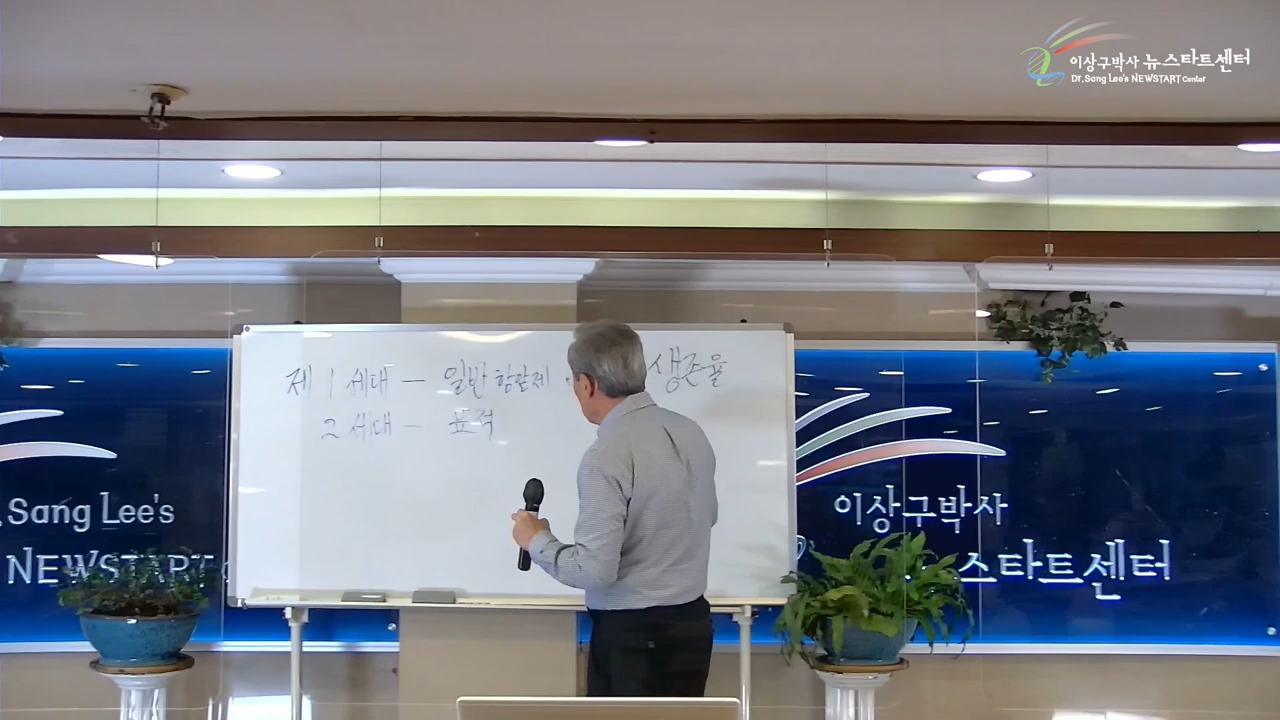 이상구박사 뉴스타트센터
Dr. Sang Lee's NEWSTART Center
제 1 세대 — 일반 항암제 생존율
2 세대 — 표적
. Sang Lee's
NEWSTART
이상구박사
스타트센터